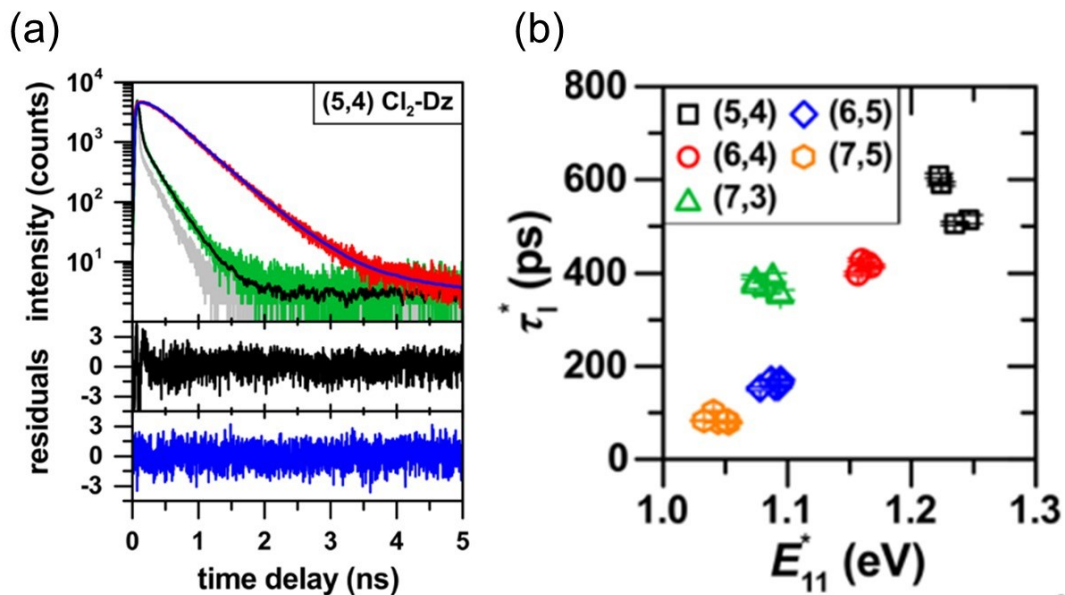 (a)
(b)
(5,4) Cl₂-Dz
10⁴
10³
10²
10¹
intensity (counts)
3
0
-3
3
0
-3
residuals
0 1 2 3 4 5
time delay (ns)
800
600
400
200
0
τₗ* (ps)
(5,4) (6,5)
(6,4) (7,5)
(7,3)
1.0 1.1 1.2 1.3
E₁₁* (eV)